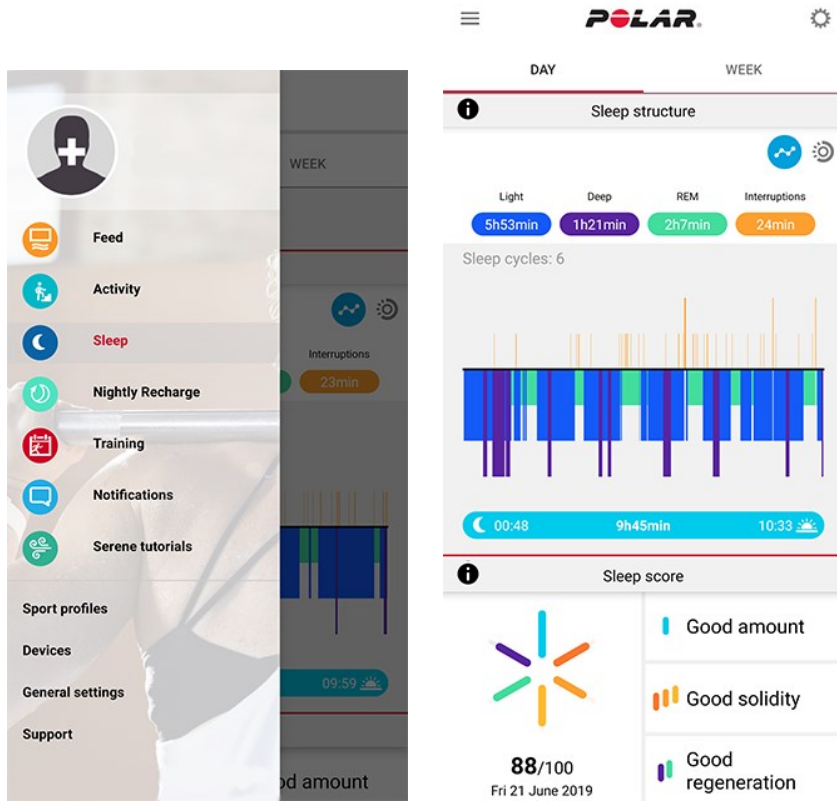 WEEK
Feed
Activity
Sleep
Interruptions
23min
Nightly Recharge
Training
Notifications
Serene tutorials
Sport profiles
Devices
General settings
09:59
Support
od amount
POLAR
DAY WEEK
i Sleep structure
Light Deep REM Interruptions
5h53min 1h21min 2h7min 24min
Sleep cycles: 6
00:48 9h45min 10:33
i Sleep score
Good amount
Good solidity
88/100
Fri 21 June 2019
Good
regeneration